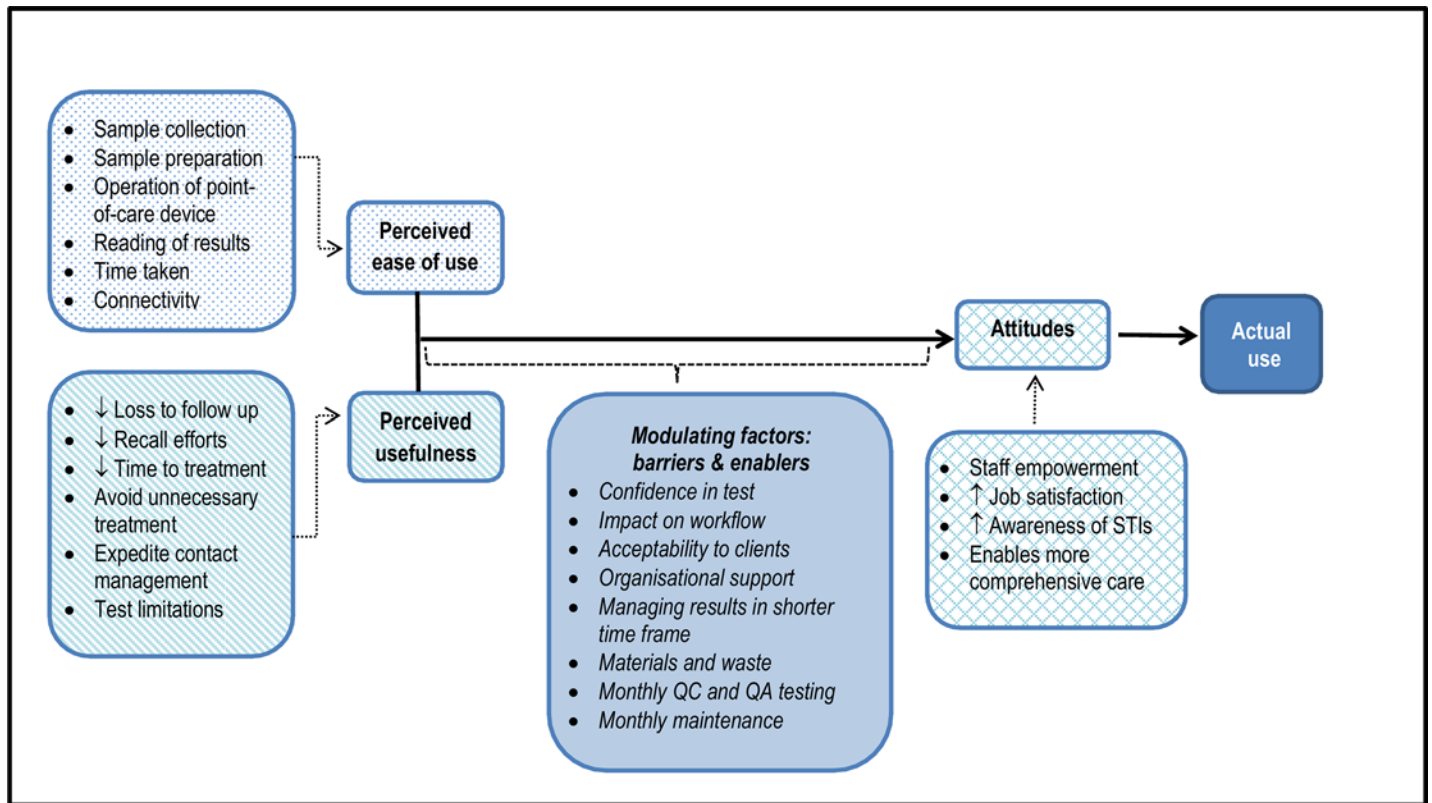 • Sample collection
• Sample preparation
• Operation of point-
of-care device
• Reading of results
• Time taken
• Connectivity
Perceived
ease of use
• ↓ Loss to follow up
• ↓ Recall efforts
• ↓ Time to treatment
• Avoid unnecessary
treatment
• Expedite contact
management
• Test limitations
Perceived
usefulness
Modulating factors:
barriers & enablers
• Confidence in test
• Impact on workflow
• Acceptability to clients
• Organisational support
• Managing results in shorter
time frame
• Materials and waste
• Monthly QC and QA testing
• Monthly maintenance
Attitudes
• Staff empowerment
• ↑ Job satisfaction
• ↑ Awareness of STIs
• Enables more
comprehensive care
Actual
use